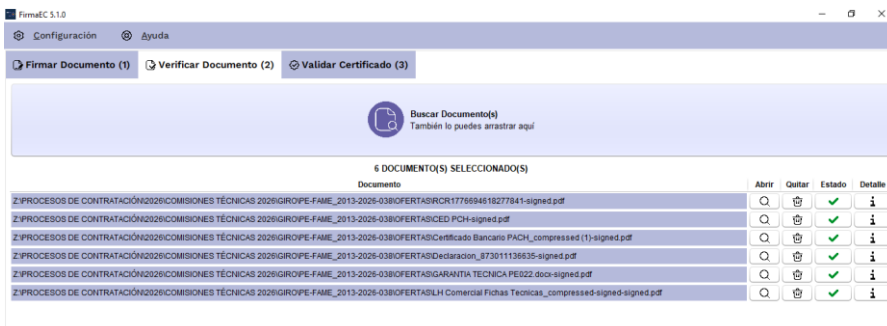 FirmaEC 5.1.0
Configuración Ayuda
Firmar Documento (1) Verificar Documento (2) Validar Certificado (3)
Buscar Documento(s)
También lo puedes arrastrar aquí
6 DOCUMENTO(S) SELECCIONADO(S)
Documento Abrir Quitar Estado Detalle
Z:\PROCESOS DE CONTRATACIÓN\2026\COMISIONES TÉCNICAS 2026\GIRO\PE-FAME_2013-2026-038\OFERTAS\RCR1776694618277841-signed.pdf
Z:\PROCESOS DE CONTRATACIÓN\2026\COMISIONES TÉCNICAS 2026\GIRO\PE-FAME_2013-2026-038\OFERTAS\CED PCH-signed.pdf
Z:\PROCESOS DE CONTRATACIÓN\2026\COMISIONES TÉCNICAS 2026\GIRO\PE-FAME_2013-2026-038\OFERTAS\Certificado Bancario PACH_compressed (1)-signed.pdf
Z:\PROCESOS DE CONTRATACIÓN\2026\COMISIONES TÉCNICAS 2026\GIRO\PE-FAME_2013-2026-038\OFERTAS\Declaracion_873011136635-signed.pdf
Z:\PROCESOS DE CONTRATACIÓN\2026\COMISIONES TÉCNICAS 2026\GIRO\PE-FAME_2013-2026-038\OFERTAS\GARANTIA TECNICA PE022.docx-signed.pdf
Z:\PROCESOS DE CONTRATACIÓN\2026\COMISIONES TÉCNICAS 2026\GIRO\PE-FAME_2013-2026-038\OFERTAS\LH Comercial Fichas Tecnicas_compressed-signed-signed.pdf